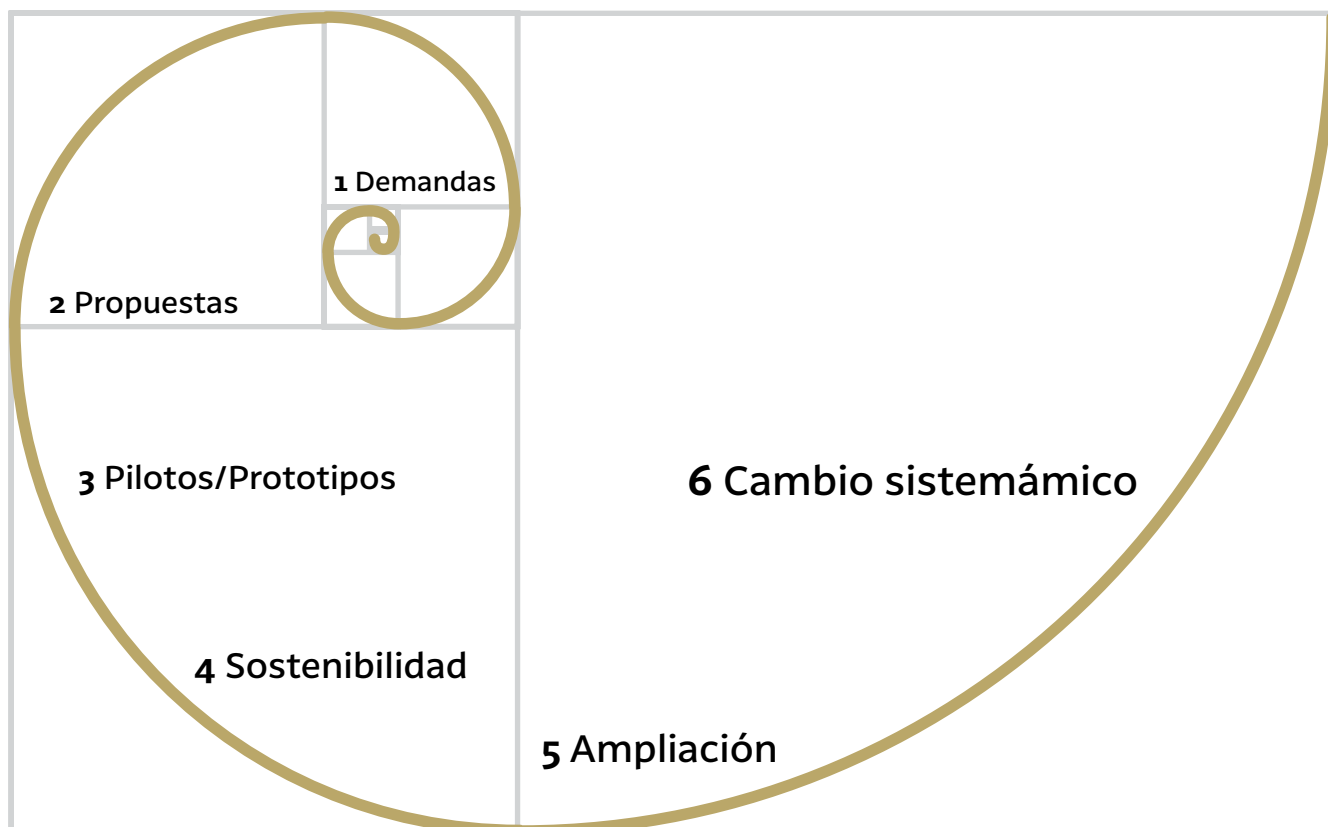 1 Demandas
2 Propuestas
3 Pilotos/Prototipos
6 Cambio sistemámico
4 Sostenibilidad
5 Ampliación